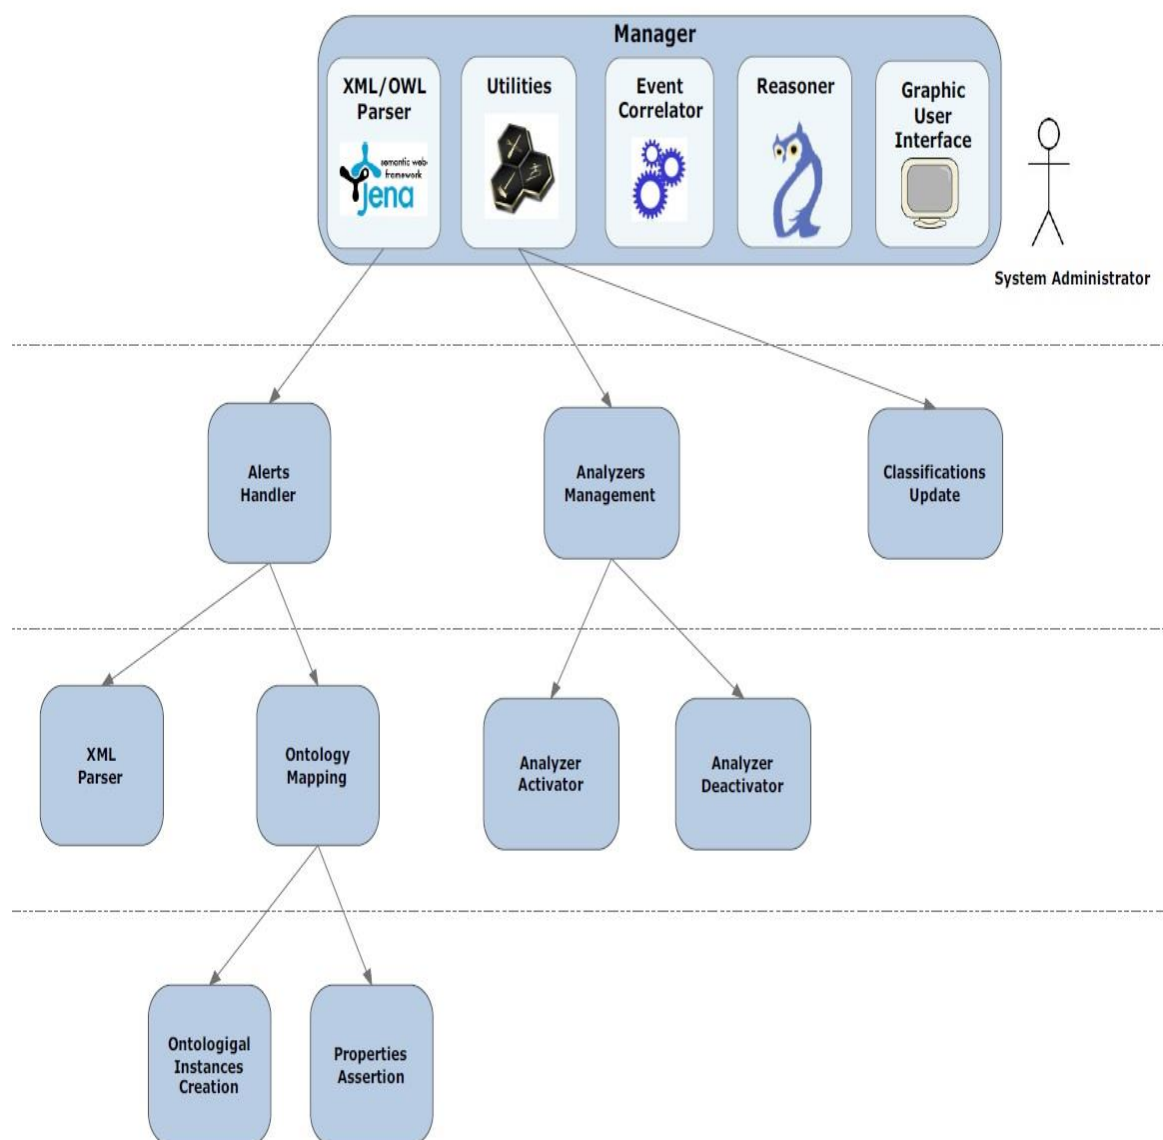 Manager
XML/OWL
Parser
semantic web
framework
Jena
Utilities
Event
Correlator
Reasoner
Graphic
User
Interface
System Administrator
Alerts
Handler
Analyzers
Management
Classifications
Update
XML
Parser
Ontology
Mapping
Analyzer
Activator
Analyzer
Deactivator
Ontologigal
Instances
Creation
Properties
Assertion